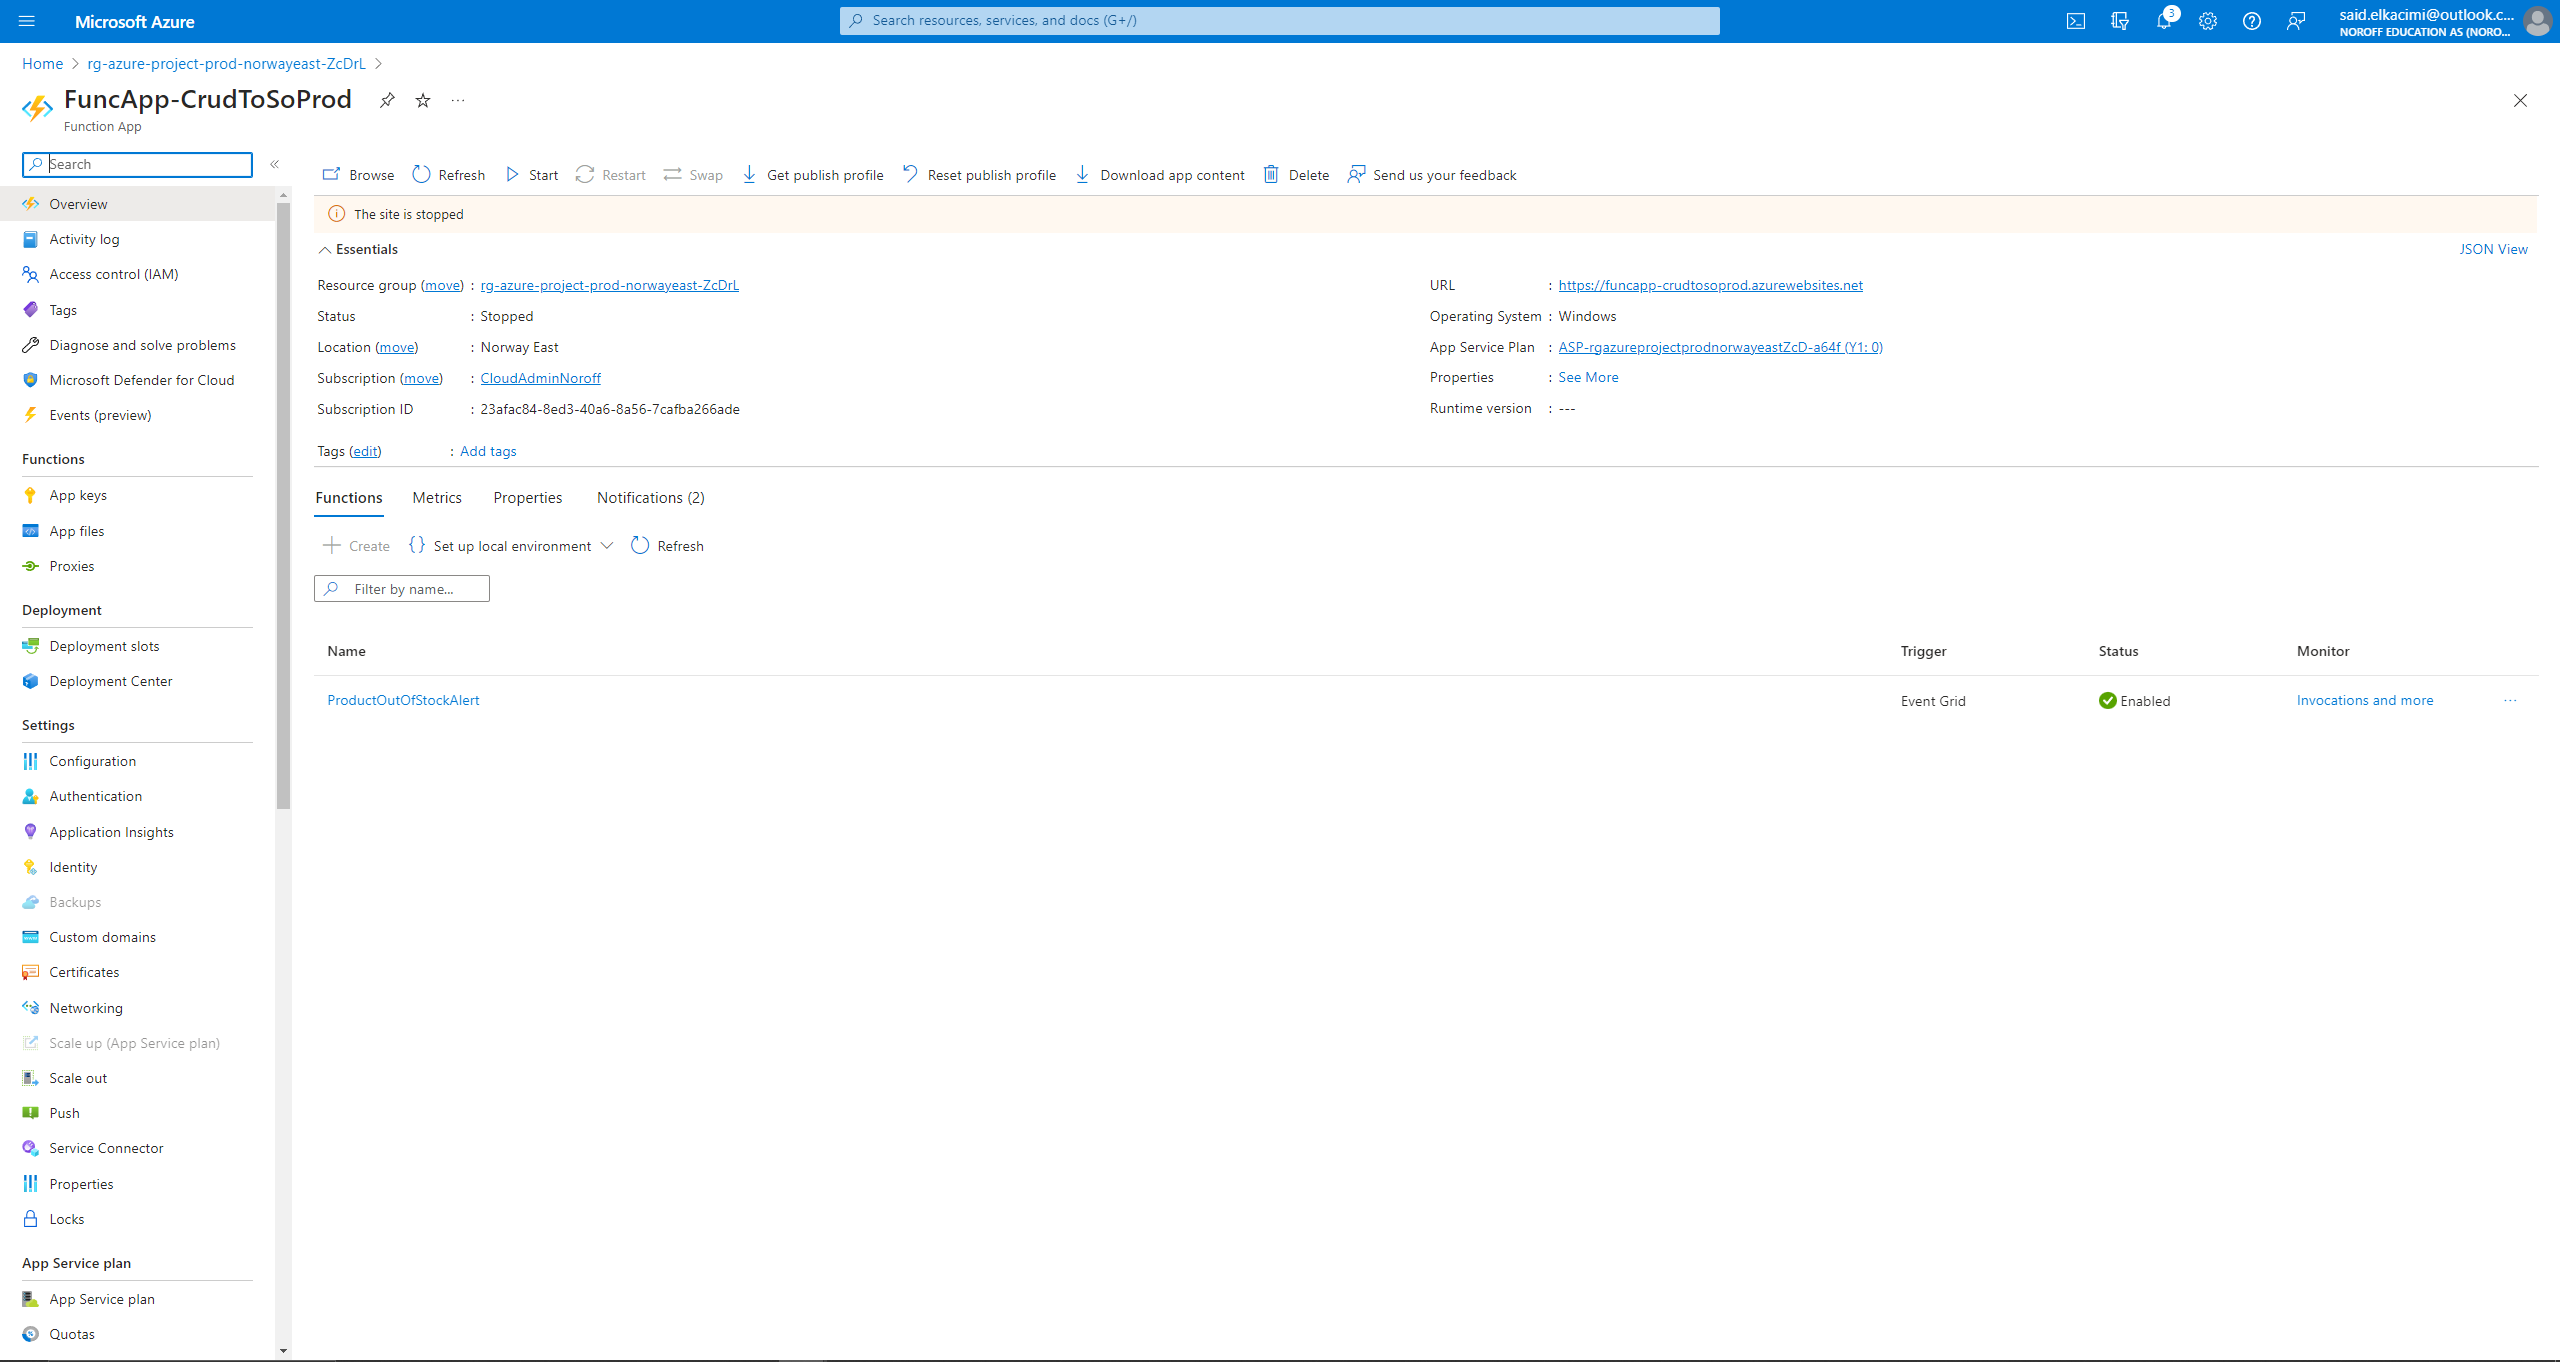 Microsoft Azure
Search resources, services, and docs (G+/)
3
said.elkacimi@outlook.c...
NOROFF EDUCATION AS (NORO...
Home > rg-azure-project-prod-norwayeast-ZcDrL >
FuncApp-CrudToSoProd
Function App
Search
Overview
Activity log
Access control (IAM)
Tags
Diagnose and solve problems
Microsoft Defender for Cloud
Events (preview)
Functions
App keys
App files
Proxies
Deployment
Deployment slots
Deployment Center
Settings
Configuration
Authentication
Application Insights
Identity
Backups
Custom domains
Certificates
Networking
Scale up (App Service plan)
Scale out
Push
Service Connector
Properties
Locks
App Service plan
App Service plan
Quotas
Browse Refresh Start Restart Swap Get publish profile Reset publish profile Download app content Delete Send us your feedback
The site is stopped
Essentials
JSON View
Resource group (move) : rg-azure-project-prod-norwayeast-ZcDrL
Status : Stopped
Location (move) : Norway East
Subscription (move) : CloudAdminNoroff
Subscription ID : 23afac84-8ed3-40a6-8a56-7cafba266ade
URL : https://funcapp-crudtosoprod.azurewebsites.net
Operating System : Windows
App Service Plan : ASP-rgazureprojectprodnorwayeastZcD-a64f (Y1: 0)
Properties : See More
Runtime version : ---
Tags (edit) : Add tags
Functions Metrics Properties Notifications (2)
Create Set up local environment Refresh
Filter by name...
Name Trigger Status Monitor
ProductOutOfStockAlert Event Grid Enabled Invocations and more ...